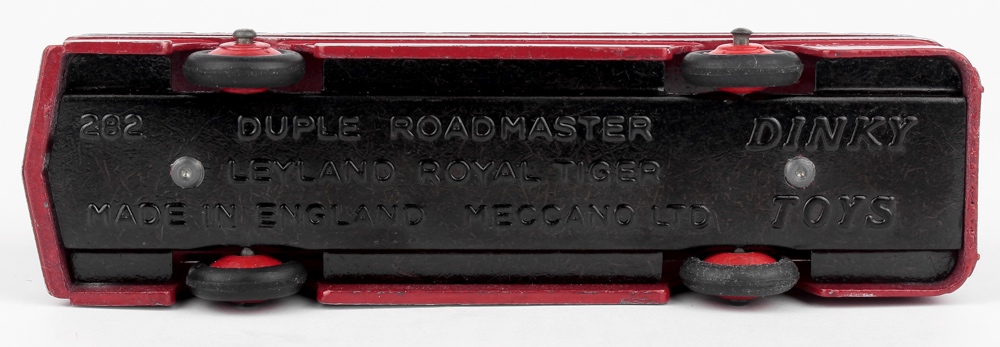 282 DUPLE ROADMASTER
LEYLAND ROYAL TIGER
MADE IN ENGLAND MECCANO LTD
DINKY
TOYS